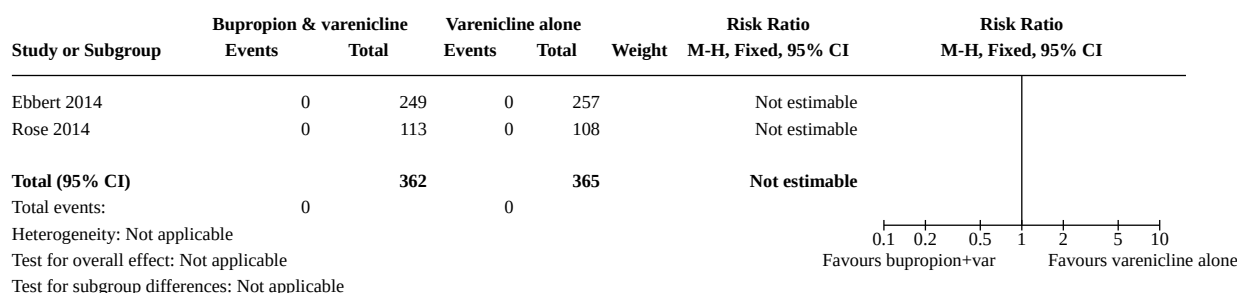 Bupropion & varenicline Varenicline alone Risk Ratio Risk Ratio
Study or Subgroup Events Total Events Total Weight M-H, Fixed, 95% CI M-H, Fixed, 95% CI
Ebbert 2014 0 249 0 257 Not estimable
Rose 2014 0 113 0 108 Not estimable
Total (95% CI) 362 365 Not estimable
Total events: 0 0
Heterogeneity: Not applicable
0.1 0.2 0.5 1 2 5 10
Test for overall effect: Not applicable Favours bupropion+var Favours varenicline alone
Test for subgroup differences: Not applicable